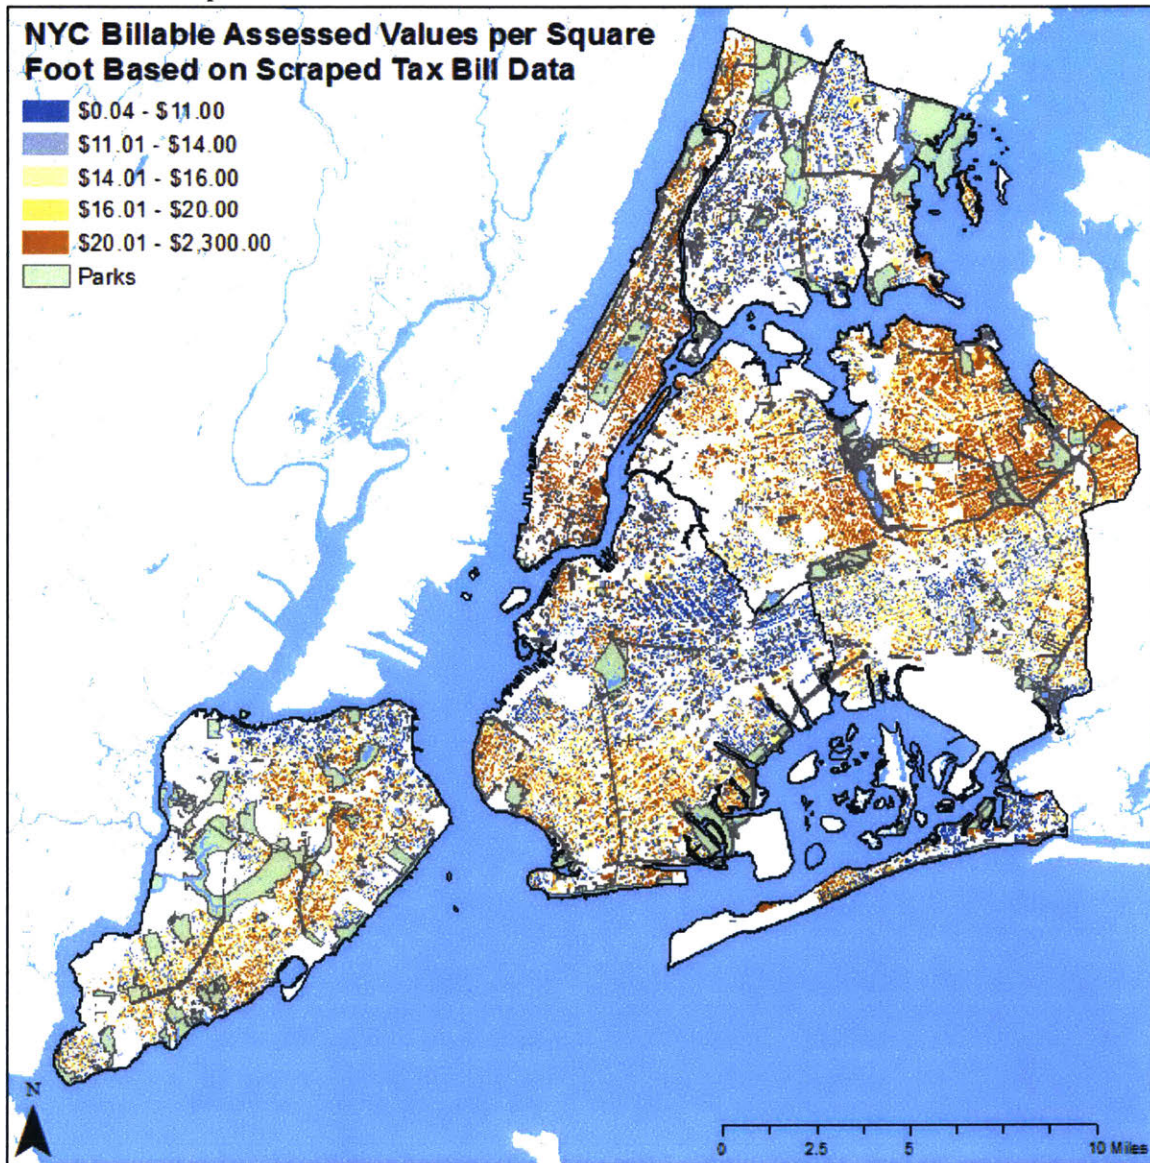 NYC Billable Assessed Values per Square
Foot Based on Scraped Tax Bill Data
$0.04 - $11.00
$11.01 - $14.00
$14.01 - $16.00
$16.01 - $20.00
$20.01 - $2,300.00
Parks
N
0 2.5 5 10 Miles